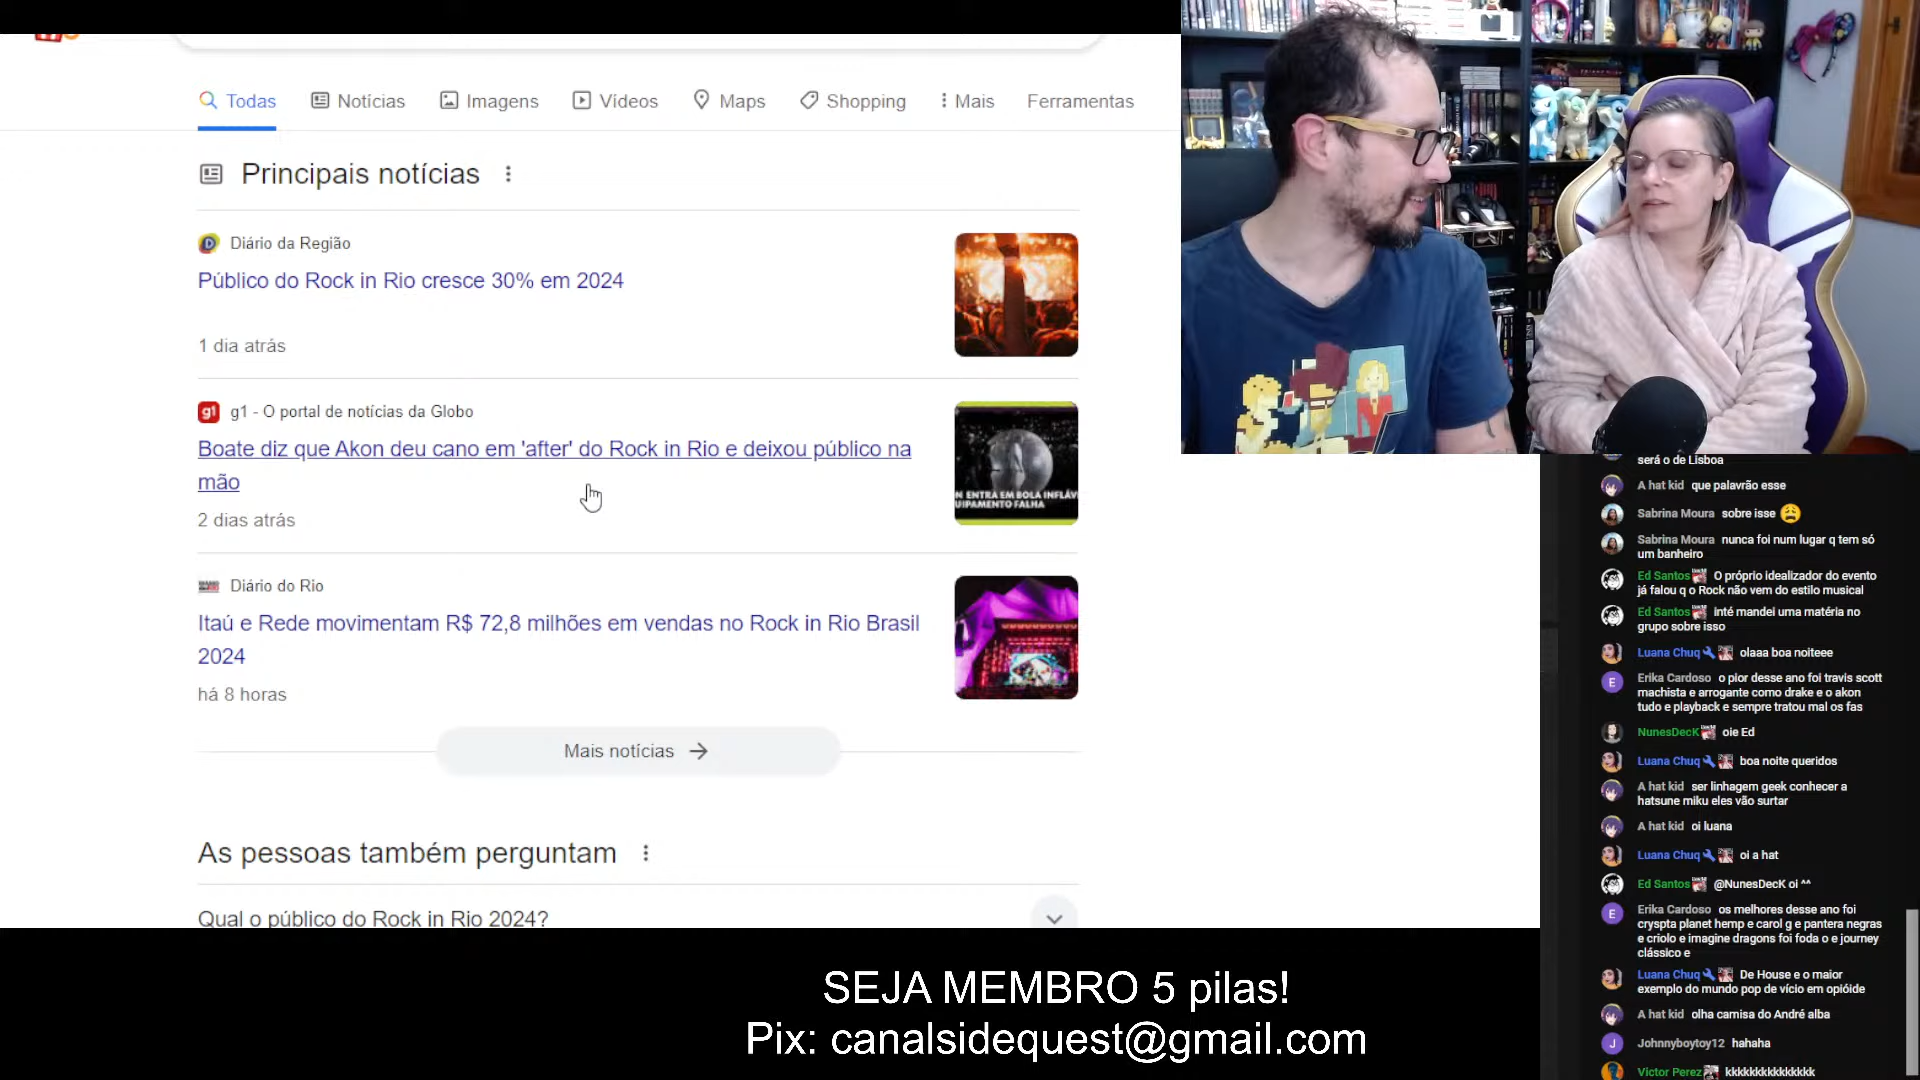 Todas
Notícias
Imagens
Vídeos
Maps
Shopping
Mais
Ferramentas
Principais notícias
Diário da Região
Público do Rock in Rio cresce 30% em 2024
1 dia atrás
g1
g1 - O portal de notícias da Globo
Boate diz que Akon deu cano em 'after' do Rock in Rio e deixou público na
mão
2 dias atrás
N ENTRA EM BOLA INFLÁV
UIPAMENTO FALHA
Diário do Rio
Itaú e Rede movimentam R$ 72,8 milhões em vendas no Rock in Rio Brasil
2024
há 8 horas
Mais notícias
As pessoas também perguntam
Qual o público do Rock in Rio 2024?
será o de Lisboa
A hat kid que palavrão esse
Sabrina Moura sobre isse
Sabrina Moura nunca foi num lugar q tem só
um banheiro
Ed Santos O próprio idealizador do evento
já falou q o Rock não vem do estilo musical
Ed Santos inté mandei uma matéria no
grupo sobre isso
Luana Chuq olaaa boa noiteee
E
Erika Cardoso o pior desse ano foi travis scott
machista e arrogante como drake e o akon
tudo e playback e sempre tratou mal os fas
NunesDecK oie Ed
Luana Chuq boa noite queridos
A hat kid ser linhagem geek conhecer a
hatsune miku eles vão surtar
A hat kid oi luana
Luana Chuq oi a hat
Ed Santos @NunesDecK oi ^^
E
Erika Cardoso os melhores desse ano foi
cryspta planet hemp e carol g e pantera negras
e criolo e imagine dragons foi foda o e journey
clássico e
Luana Chuq De House e o maior
exemplo do mundo pop de vício em opióide
A hat kid olha camisa do André alba
J
Johnnyboytoy12 hahaha
Victor Perez kkkkkkkkkkkkkkk
SEJA MEMBRO 5 pilas!
Pix: canalsidequest@gmail.com